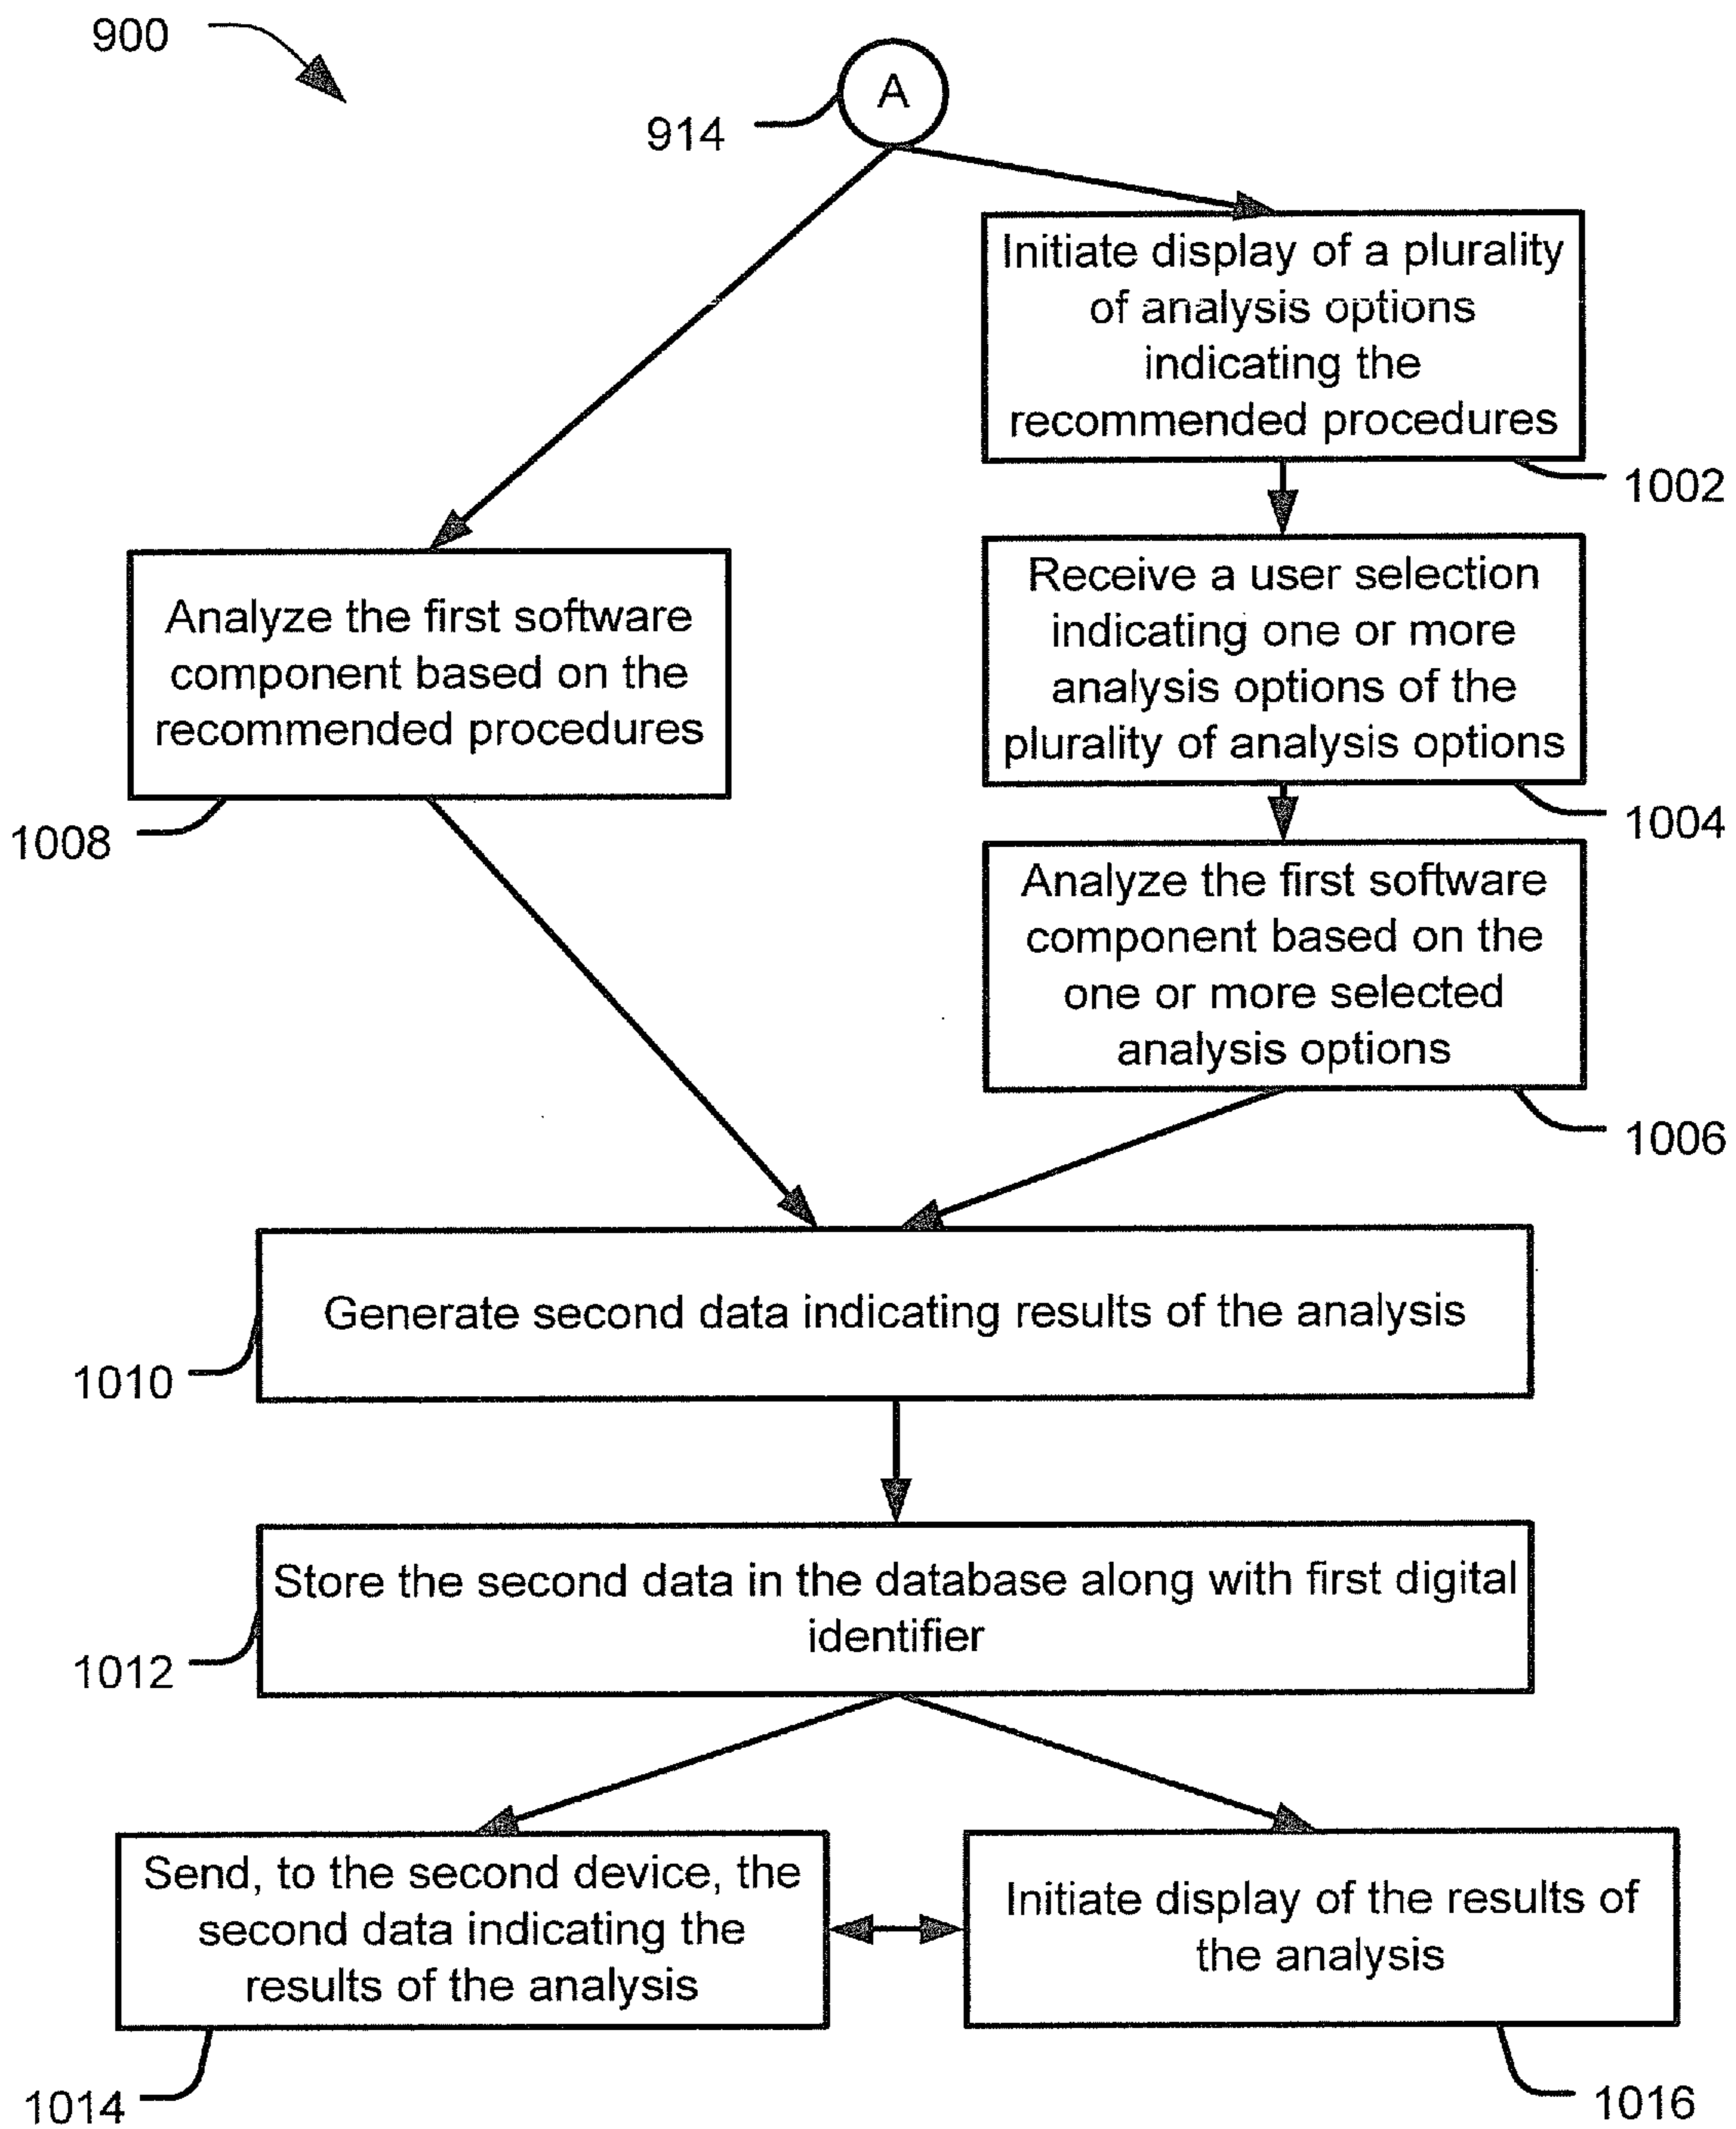 900
A
914
Initiate display of a plurality
of analysis options
indicating the
recommended procedures
1002
Receive a user selection
indicating one or more
analysis options of the
plurality of analysis options
1004
Analyze the first software
component based on the
recommended procedures
1008
Analyze the first software
component based on the
one or more selected
analysis options
1006
Generate second data indicating results of the analysis
1010
Store the second data in the database along with first digital
identifier
1012
Send, to the second device, the
second data indicating the
results of the analysis
1014
Initiate display of the results of
the analysis
1016